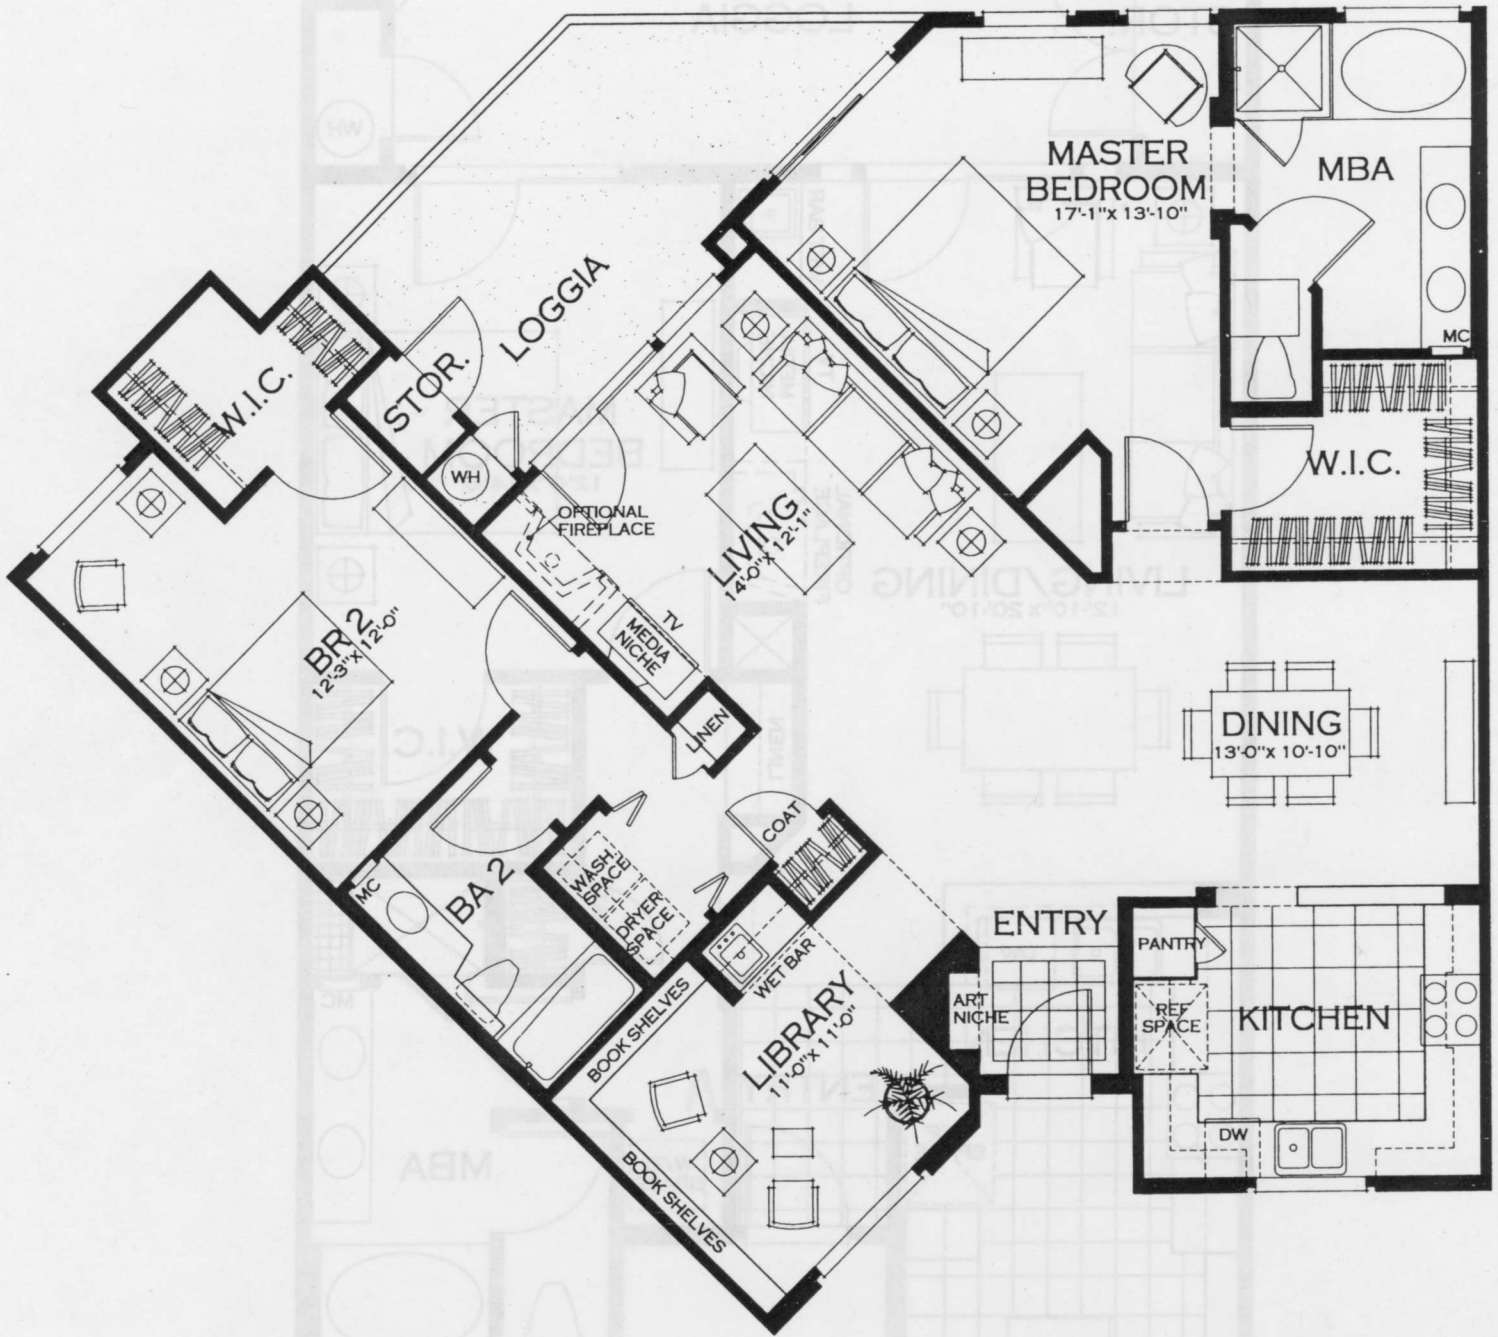 MASTER
BEDROOM
17'-1"x 13'-10"
MBA
MC
W.I.C.
LOGGIA
STOR.
W.I.C.
WH
OPTIONAL
FIREPLACE
LIVING
14'-0"x 12'-1"
TV
MEDIA
NICHE
BR 2
12'-3"x 12'-0"
LINEN
DINING
13'-0"x 10'-10"
COAT
WASH
SPACE
DRYER
SPACE
MC
BA 2
WET BAR
ENTRY
ART
NICHE
PANTRY
REF
SPACE
KITCHEN
DW
LIBRARY
11'-0"x 11'-0"
BOOK SHELVES
BOOK SHELVES